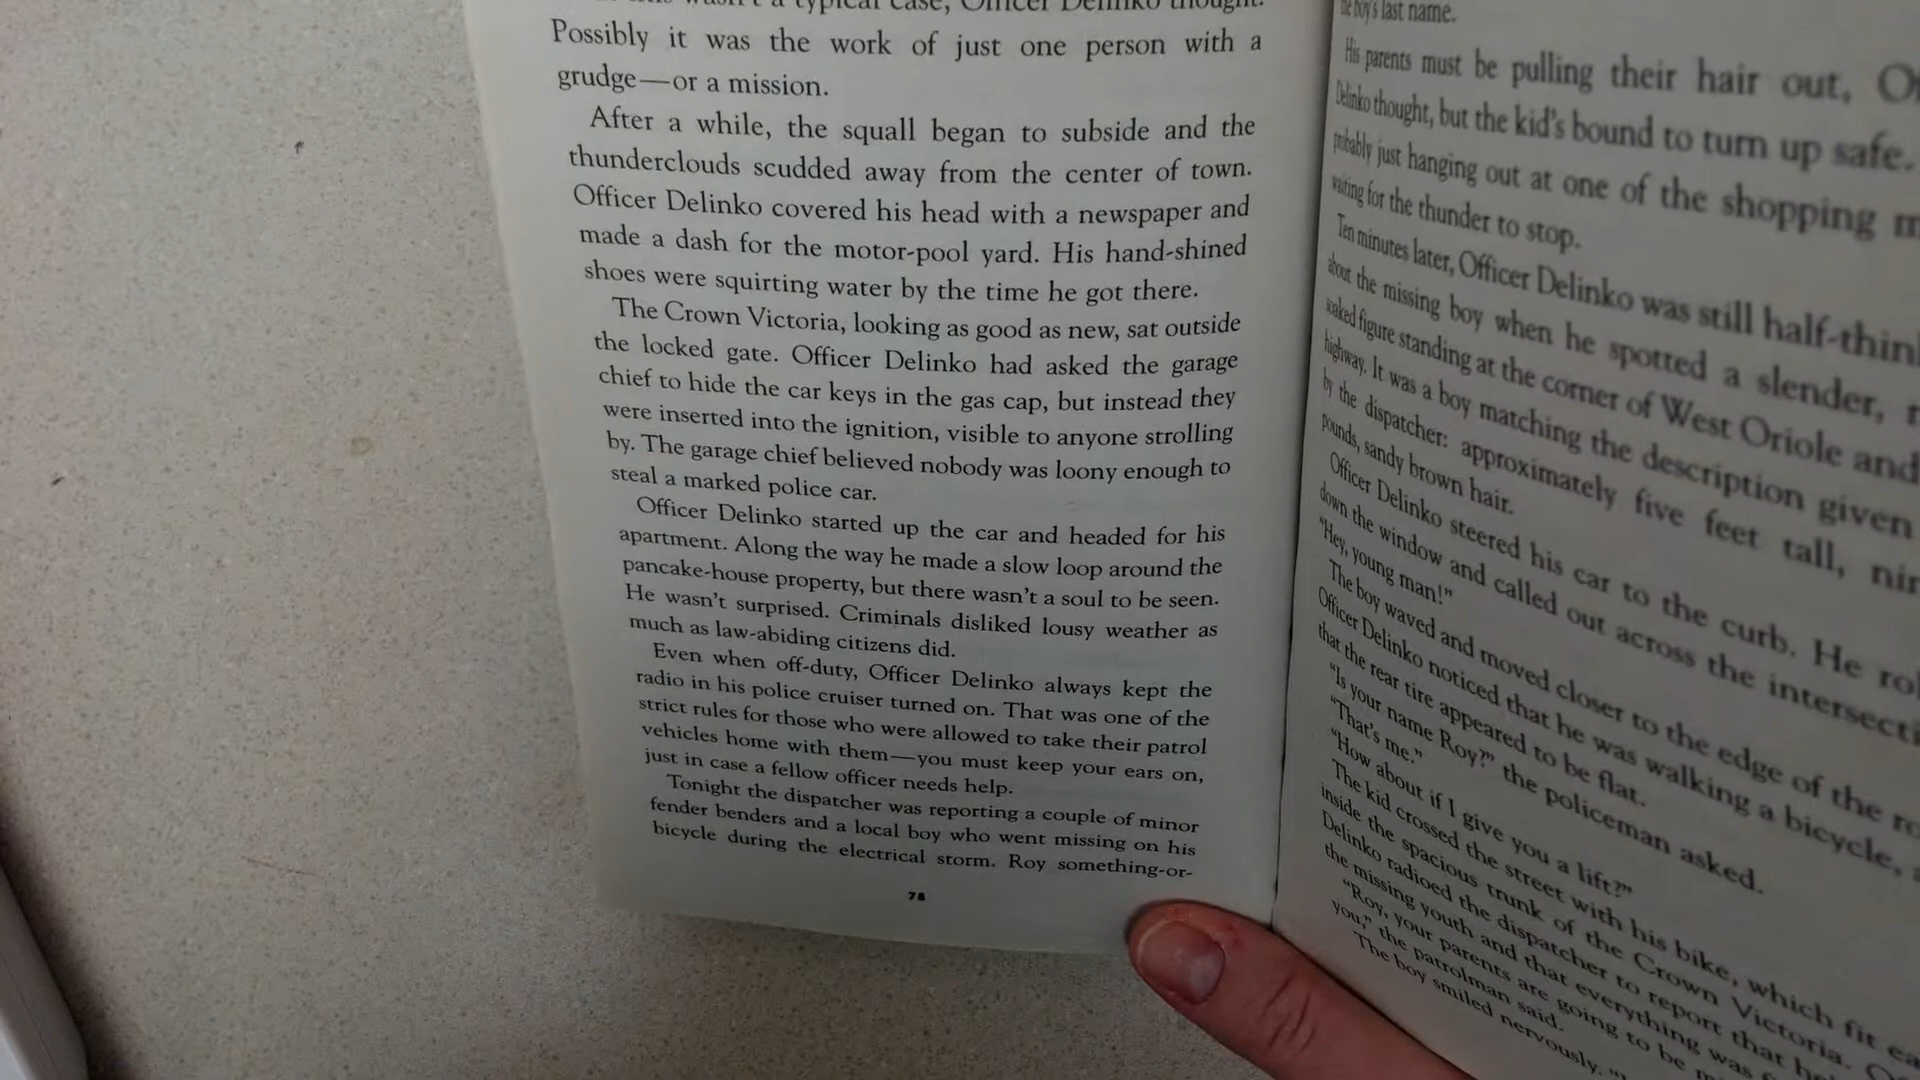 a typical case, Officer Delinko thought.
Possibly it was the work of just one person with a
grudge—or a mission.
After a while, the squall began to subside and the
thunderclouds scudded away from the center of town.
Officer Delinko covered his head with a newspaper and
made a dash for the motor-pool yard. His hand-shined
shoes were squirting water by the time he got there.
The Crown Victoria, looking as good as new, sat outside
the locked gate. Officer Delinko had asked the garage
chief to hide the car keys in the gas cap, but instead they
were inserted into the ignition, visible to anyone strolling
by. The garage chief believed nobody was loony enough to
steal a marked police car.
Officer Delinko started up the car and headed for his
apartment. Along the way he made a slow loop around the
pancake-house property, but there wasn't a soul to be seen.
He wasn't surprised. Criminals disliked lousy weather as
much as law-abiding citizens did.
Even when off-duty, Officer Delinko always kept the
radio in his police cruiser turned on. That was one of the
strict rules for those who were allowed to take their patrol
vehicles home with them—you must keep your ears on,
just in case a fellow officer needs help.
Tonight the dispatcher was reporting a couple of minor
fender benders and a local boy who went missing on his
bicycle during the electrical storm. Roy something-or-
78
the boy's last name.
His parents must be pulling their hair out,
Delinko thought, but the kid's bound to turn up safe.
probably just hanging out at one of the shopping
waiting for the thunder to stop.
Ten minutes later, Officer Delinko was still
about the missing boy when he spotted a slender,
soaked figure standing at the corner of West Oriole and
highway. It was a boy matching the description given
by the dispatcher: approximately five feet tall,
pounds, sandy brown hair.
Officer Delinko steered his car to the curb. He
down the window and called out across the
"Hey, young man!"
The boy waved and moved closer to the edge of the
Officer Delinko noticed that he was walking a bicycle,
that the rear tire appeared to be flat.
"Is your name Roy?" the policeman asked.
"That's me."
"How about if I give you a lift?"
The kid crossed the street with his bike, which fit
inside the spacious trunk of the Crown Victoria.
Delinko radioed the dispatcher to report that
the missing youth and that everything was
"Roy, your parents are going to be
you," the patrolman said.
The boy smiled nervously.